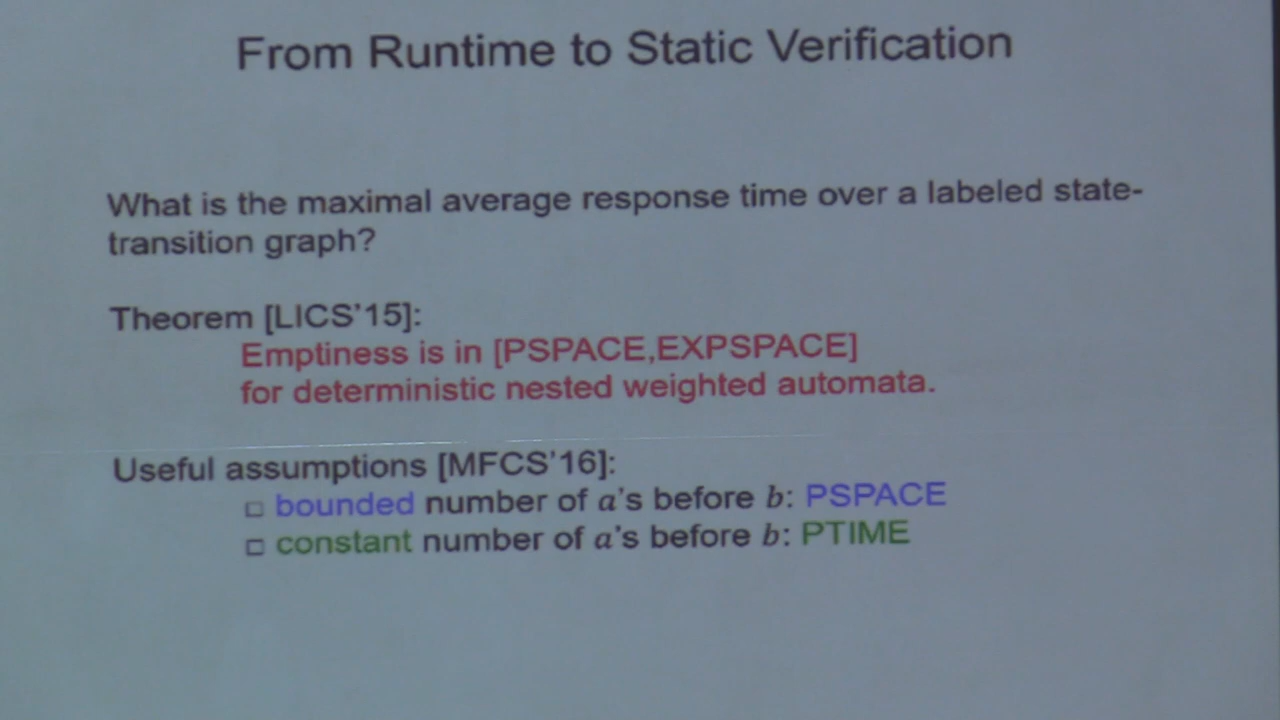 From Runtime to Static Verification
What is the maximal average response time over a labeled state-
transition graph?
Theorem [LICS'15]:
Emptiness is in [PSPACE,EXPSPACE]
for deterministic nested weighted automata.
Useful assumptions [MFCS'16]:
□ bounded number of a's before b: PSPACE
□ constant number of a's before b: PTIME